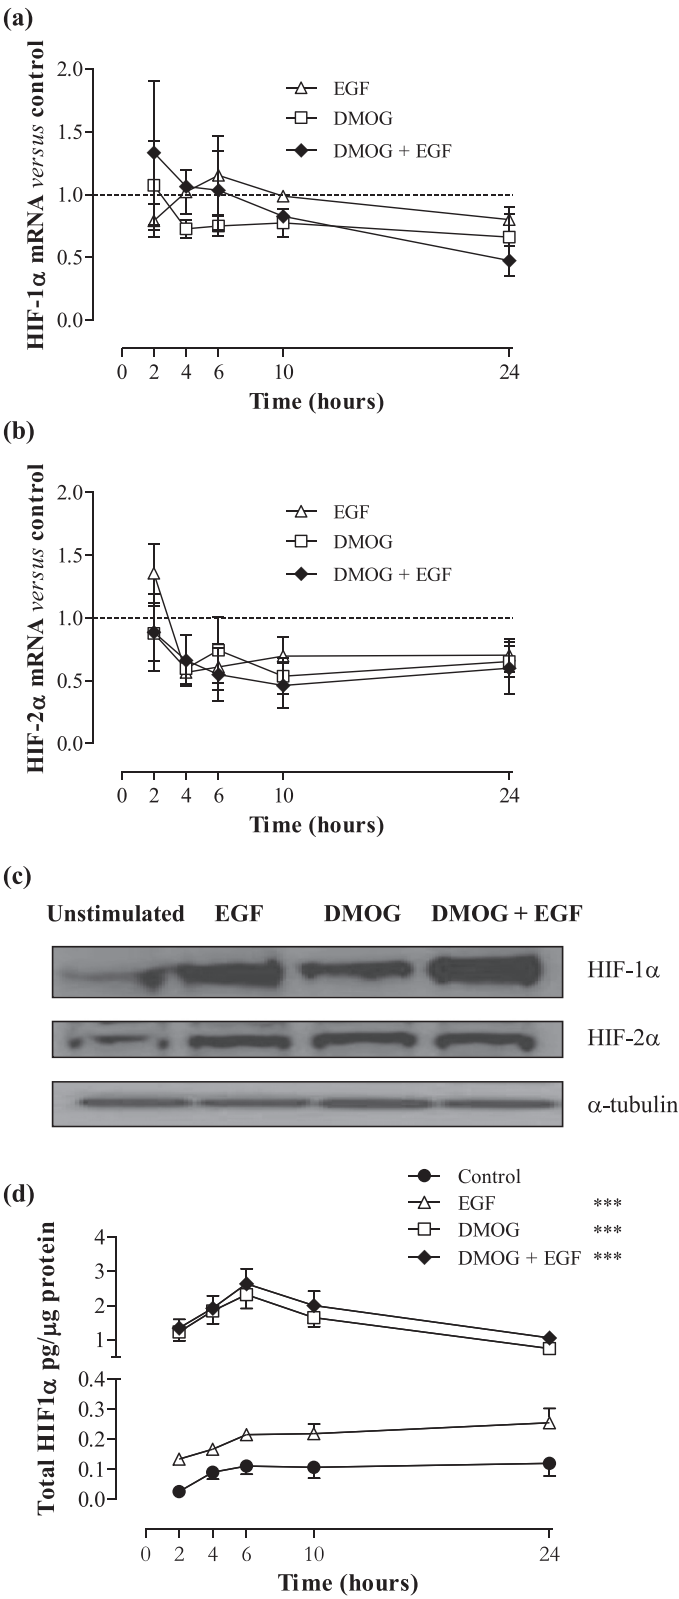 (a)
HIF-1α mRNA versus control
2.0
1.5
1.0
0.5
0.0
EGF
DMOG
DMOG + EGF
0 2 4 6 10 24
Time (hours)
(b)
HIF-2α mRNA versus control
2.0
1.5
1.0
0.5
0.0
EGF
DMOG
DMOG + EGF
0 2 4 6 10 24
Time (hours)
(c)
Unstimulated EGF DMOG DMOG + EGF
HIF-1α
HIF-2α
α-tubulin
(d)
Control
EGF ***
DMOG ***
DMOG + EGF ***
Total HIF1α pg/μg protein
4
3
2
1
0.4
0.3
0.2
0.1
0.0
0 2 4 6 10 24
Time (hours)